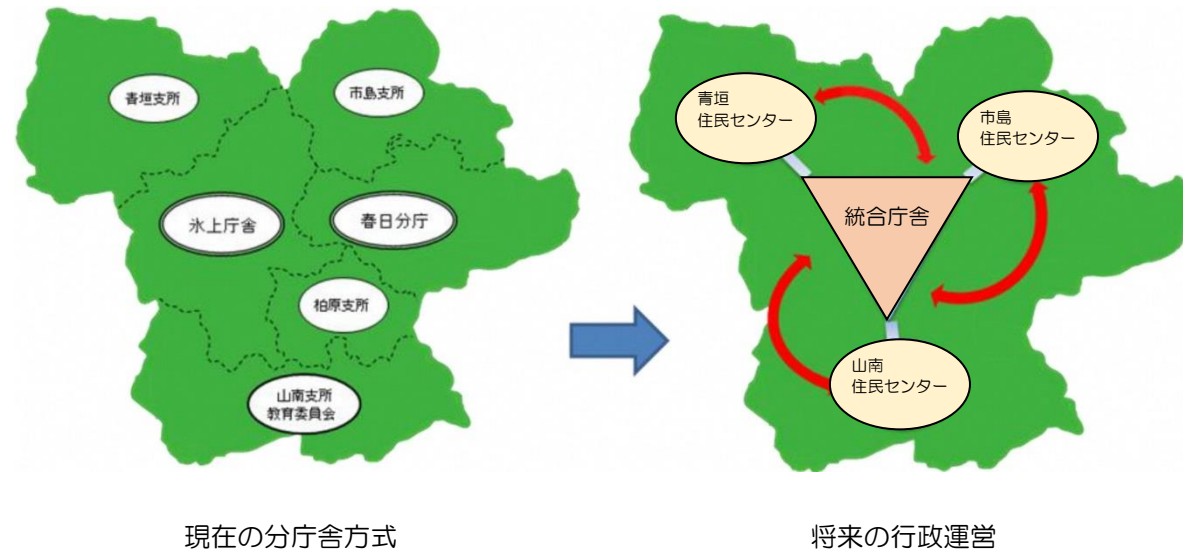 青垣支所
市島支所
氷上庁舎
春日分庁
柏原支所
山南支所
教育委員会
現在の分庁舎方式
青垣
住民センター
市島
住民センター
統合庁舎
山南
住民センター
将来の行政運営